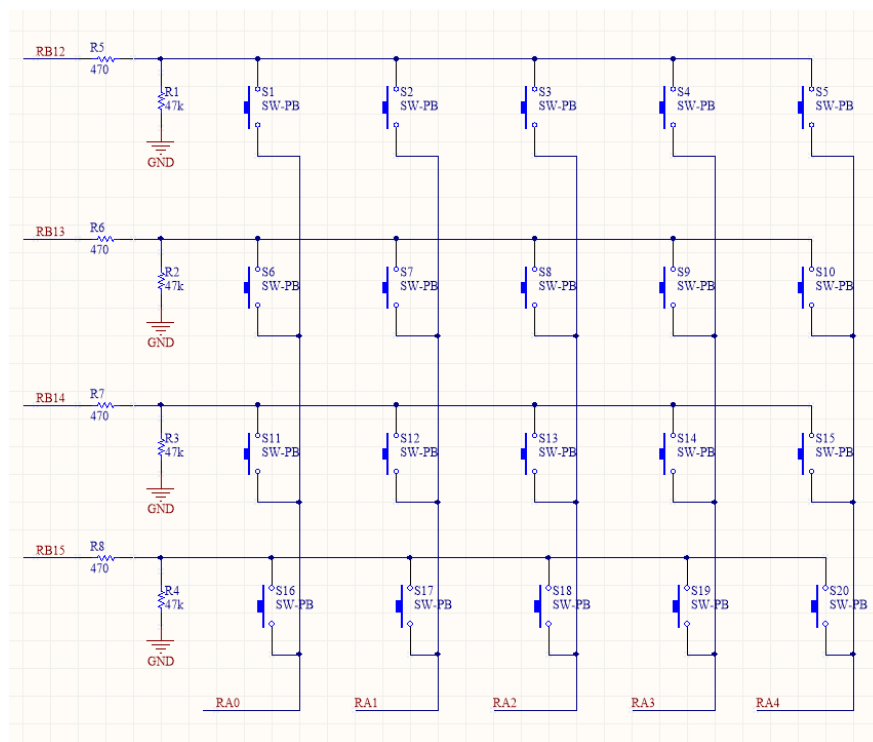 RB12
R5
470
R1
47k
GND
S1
SW-PB
S2
SW-PB
S3
SW-PB
S4
SW-PB
S5
SW-PB
RB13
R6
470
R2
47k
GND
S6
SW-PB
S7
SW-PB
S8
SW-PB
S9
SW-PB
S10
SW-PB
RB14
R7
470
R3
47k
GND
S11
SW-PB
S12
SW-PB
S13
SW-PB
S14
SW-PB
S15
SW-PB
RB15
R8
470
R4
47k
GND
S16
SW-PB
S17
SW-PB
S18
SW-PB
S19
SW-PB
S20
SW-PB
RA0
RA1
RA2
RA3
RA4